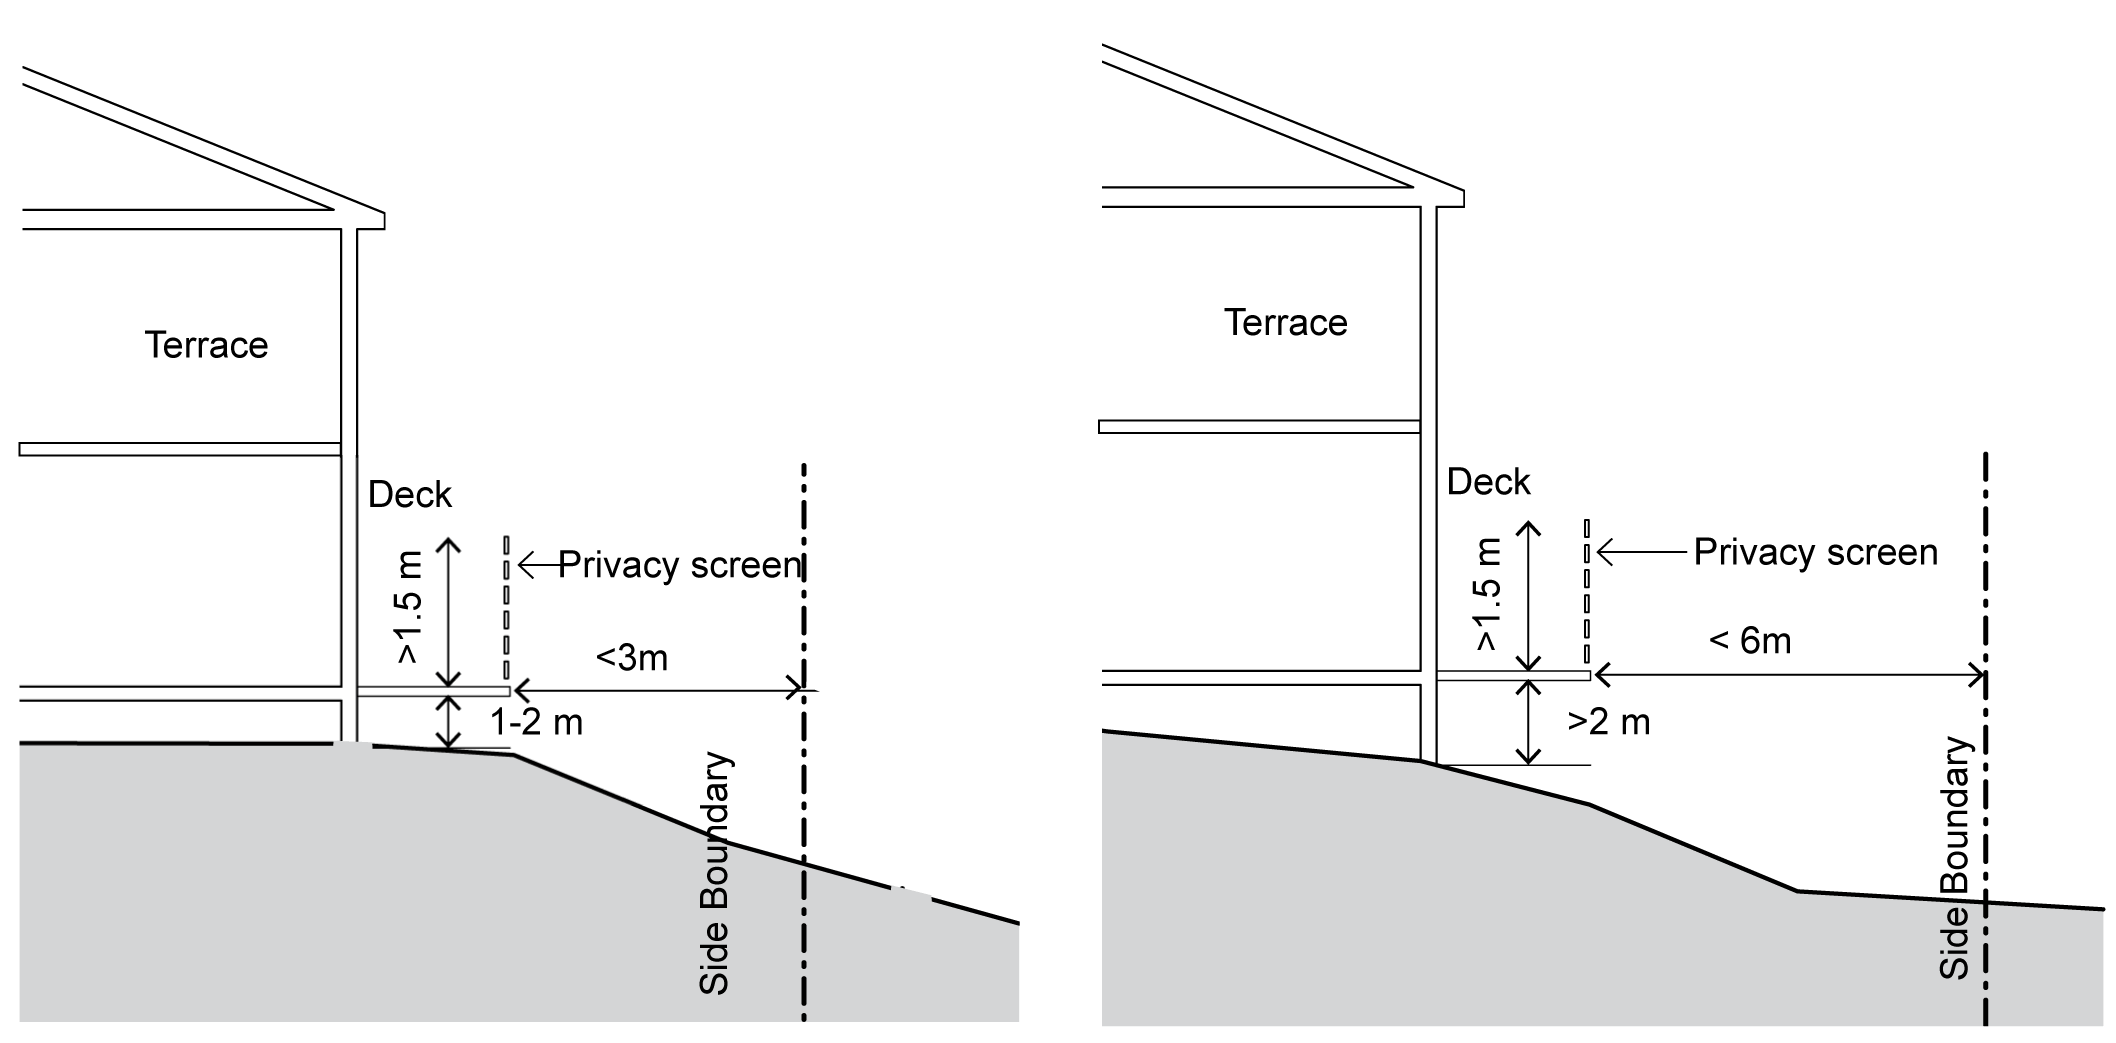 Terrace
Deck
>1.5 m
Privacy screen
<3m
1-2 m
Side Boundary
Terrace
Deck
>1.5 m
Privacy screen
< 6m
>2 m
Side Boundary